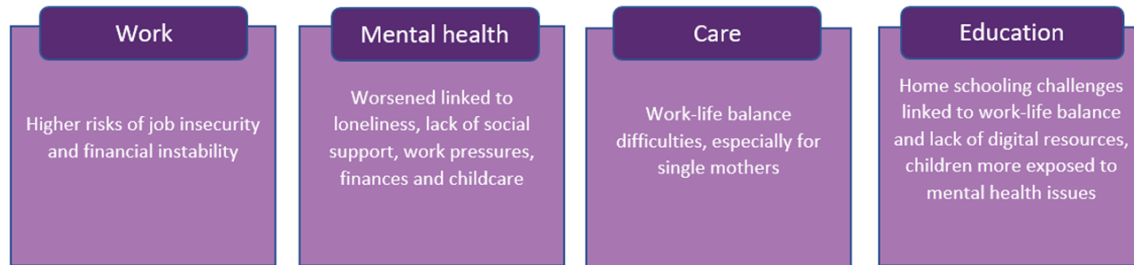 Work
Higher risks of job insecurity
and financial instability
Mental health
Worsened linked to
loneliness, lack of social
support, work pressures,
finances and childcare
Care
Work-life balance
difficulties, especially for
single mothers
Education
Home schooling challenges
linked to work-life balance
and lack of digital resources,
children more exposed to
mental health issues